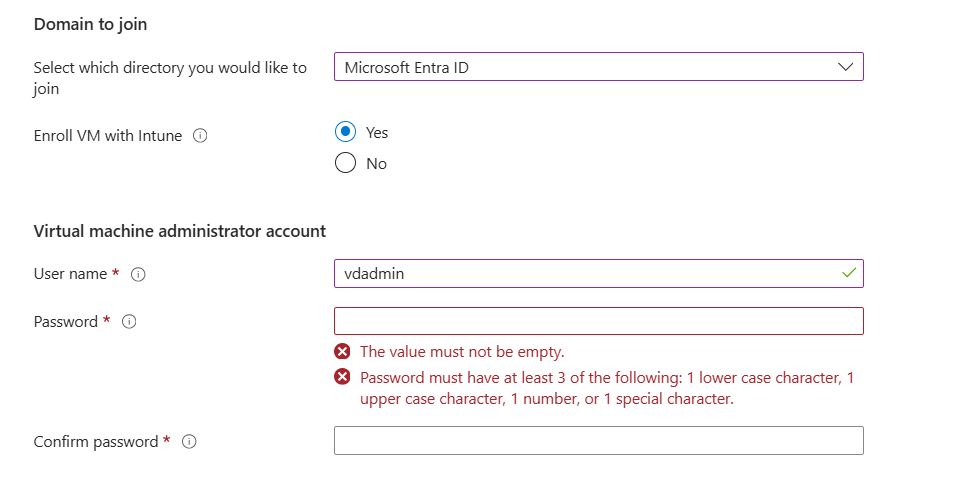 Domain to join
Select which directory you would like to
join
Microsoft Entra ID
Enroll VM with Intune
Yes
No
Virtual machine administrator account
User name *
vdadmin
Password *
The value must not be empty.
Password must have at least 3 of the following: 1 lower case character, 1
upper case character, 1 number, or 1 special character.
Confirm password *